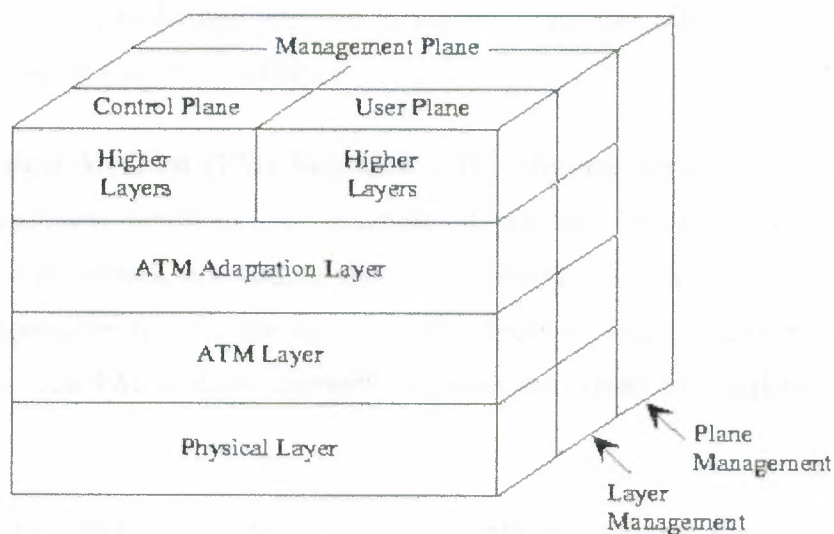 Management Plane
Control Plane
User Plane
Higher
Layers
Higher
Layers
ATM Adaptation Layer
ATM Layer
Physical Layer
Plane
Management
Layer
Management